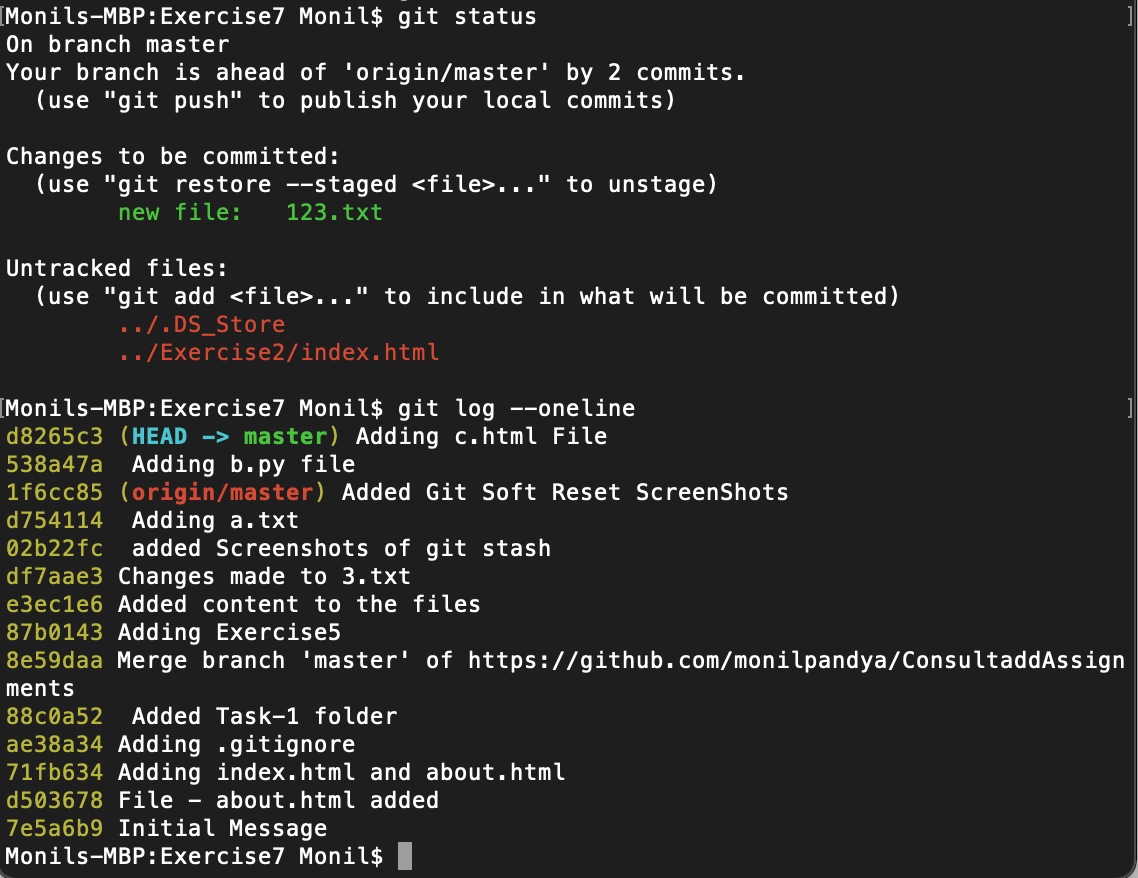 [Monils-MBP:Exercise7 Monil$ git status ]
On branch master
Your branch is ahead of 'origin/master' by 2 commits.
  (use "git push" to publish your local commits)

Changes to be committed:
  (use "git restore --staged <file>..." to unstage)
        new file:   123.txt

Untracked files:
  (use "git add <file>..." to include in what will be committed)
        ../.DS_Store
        ../Exercise2/index.html

[Monils-MBP:Exercise7 Monil$ git log --oneline ]
d8265c3 (HEAD -> master) Adding c.html File
538a47a  Adding b.py file
1f6cc85 (origin/master) Added Git Soft Reset ScreenShots
d754114  Adding a.txt
02b22fc  added Screenshots of git stash
df7aae3 Changes made to 3.txt
e3ec1e6 Added content to the files
87b0143 Adding Exercise5
8e59daa Merge branch 'master' of https://github.com/monilpandya/ConsultaddAssign
ments
88c0a52  Added Task-1 folder
ae38a34 Adding .gitignore
71fb634 Adding index.html and about.html
d503678 File - about.html added
7e5a6b9 Initial Message
Monils-MBP:Exercise7 Monil$